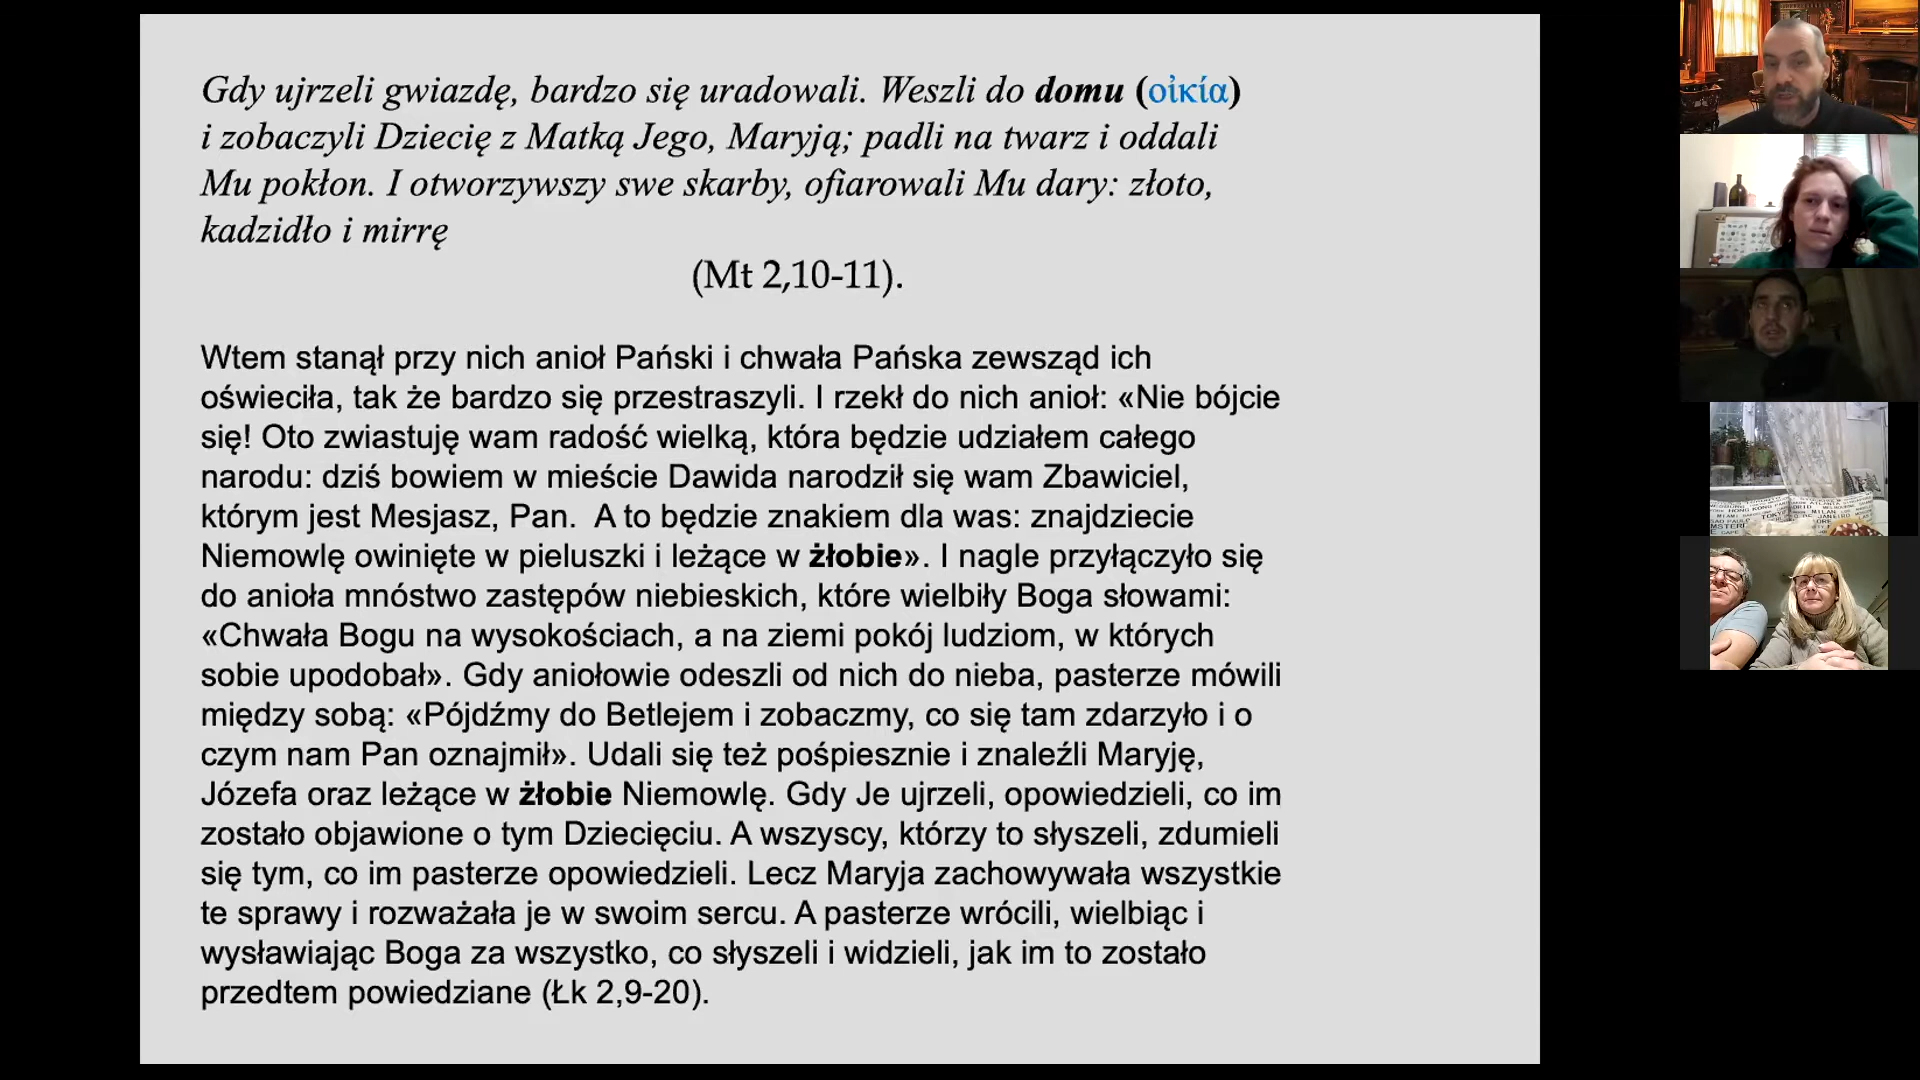 Gdy ujrzeli gwiazdę, bardzo się uradowali. Weszli do domu (οἰκία)
i zobaczyli Dziecię z Matką Jego, Maryją; padli na twarz i oddali
Mu pokłon. I otworzywszy swe skarby, ofiarowali Mu dary: złoto,
kadzidło i mirrę
(Mt 2,10-11).
Wtem stanął przy nich anioł Pański i chwała Pańska zewsząd ich
oświeciła, tak że bardzo się przestraszyli. I rzekł do nich anioł: «Nie bójcie
się! Oto zwiastuję wam radość wielką, która będzie udziałem całego
narodu: dziś bowiem w mieście Dawida narodził się wam Zbawiciel,
którym jest Mesjasz, Pan.  A to będzie znakiem dla was: znajdziecie
Niemowlę owinięte w pieluszki i leżące w żłobie». I nagle przyłączyło się
do anioła mnóstwo zastępów niebieskich, które wielbiły Boga słowami:
«Chwała Bogu na wysokościach, a na ziemi pokój ludziom, w których
sobie upodobał». Gdy aniołowie odeszli od nich do nieba, pasterze mówili
między sobą: «Pójdźmy do Betlejem i zobaczmy, co się tam zdarzyło i o
czym nam Pan oznajmił». Udali się też pośpiesznie i znaleźli Maryję,
Józefa oraz leżące w żłobie Niemowlę. Gdy Je ujrzeli, opowiedzieli, co im
zostało objawione o tym Dziecięciu. A wszyscy, którzy to słyszeli, zdumieli
się tym, co im pasterze opowiedzieli. Lecz Maryja zachowywała wszystkie
te sprawy i rozważała je w swoim sercu. A pasterze wrócili, wielbiąc i
wysławiając Boga za wszystko, co słyszeli i widzieli, jak im to zostało
przedtem powiedziane (Łk 2,9-20).
HONG KONG
MILAN
TOKYO